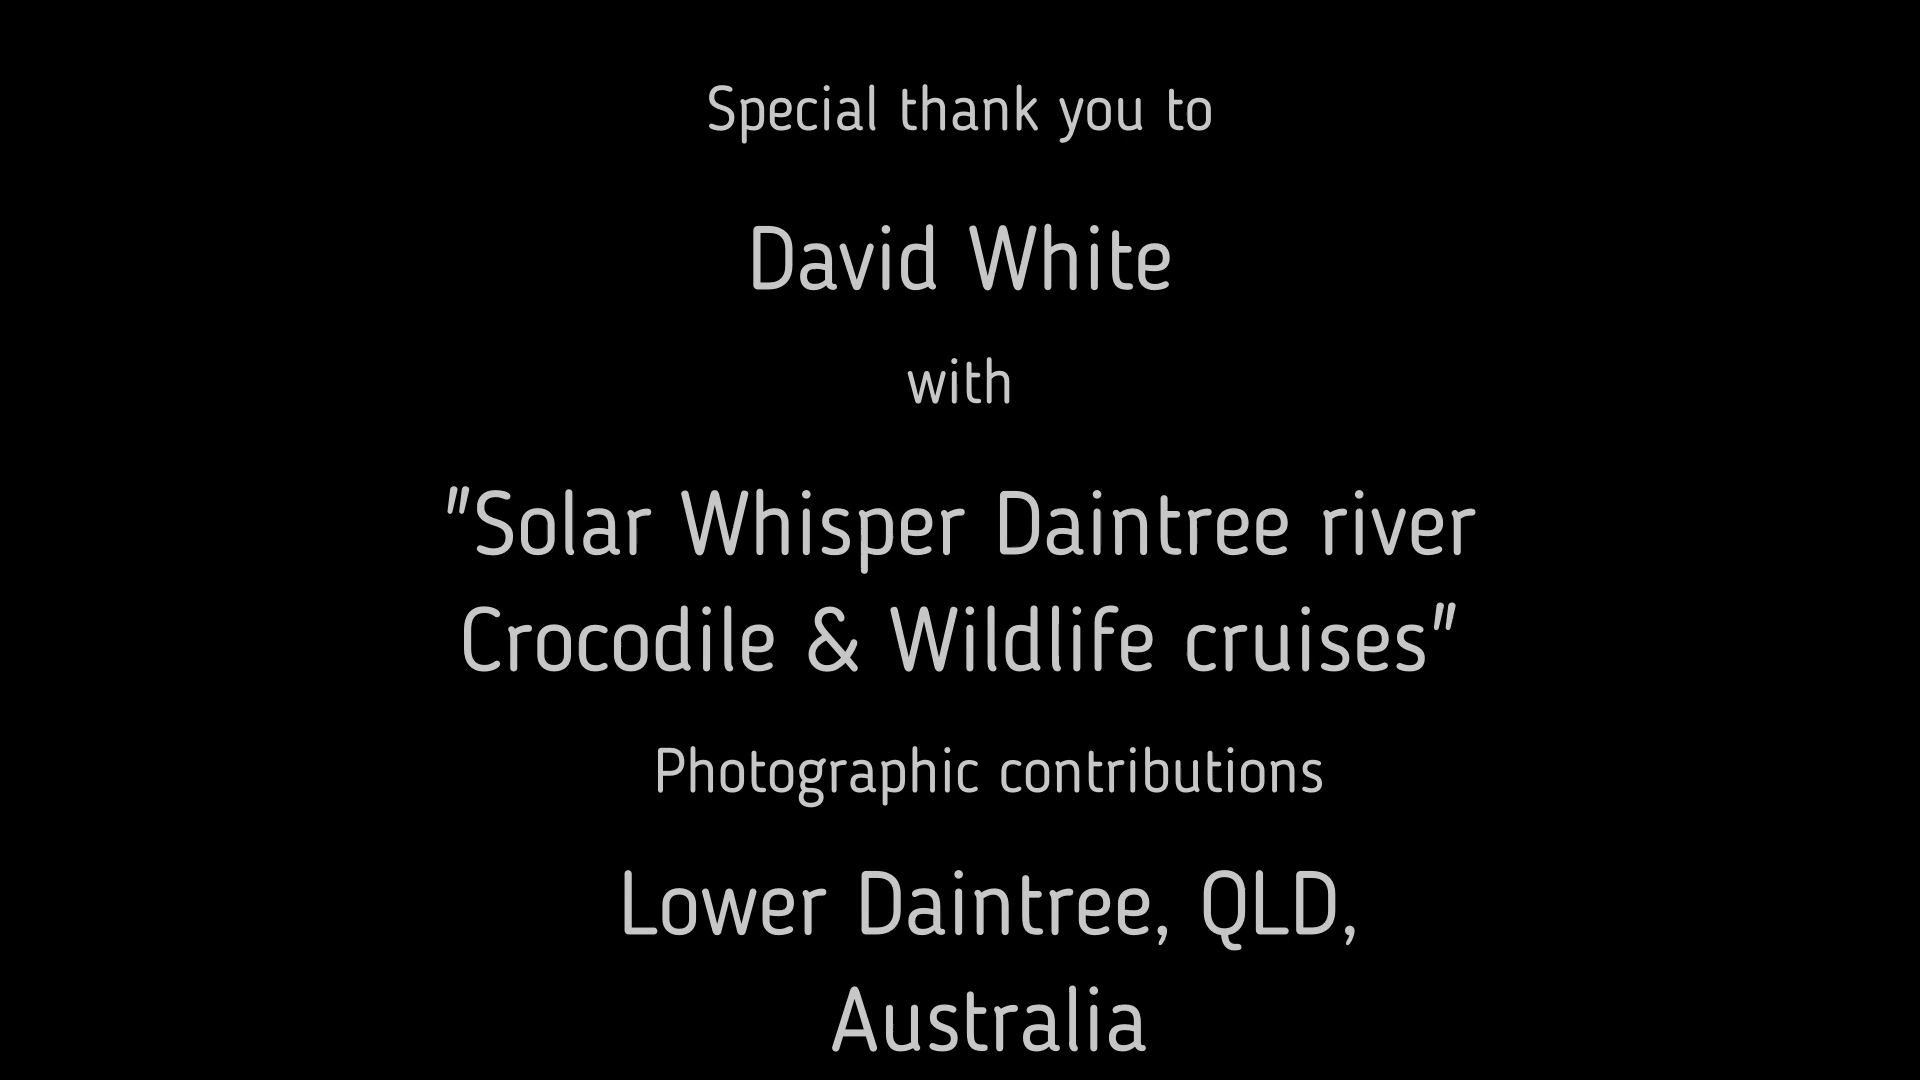 Special thank you to
David White
with
"Solar Whisper Daintree river
Crocodile & Wildlife cruises"
Photographic contributions
Lower Daintree, QLD,
Australia